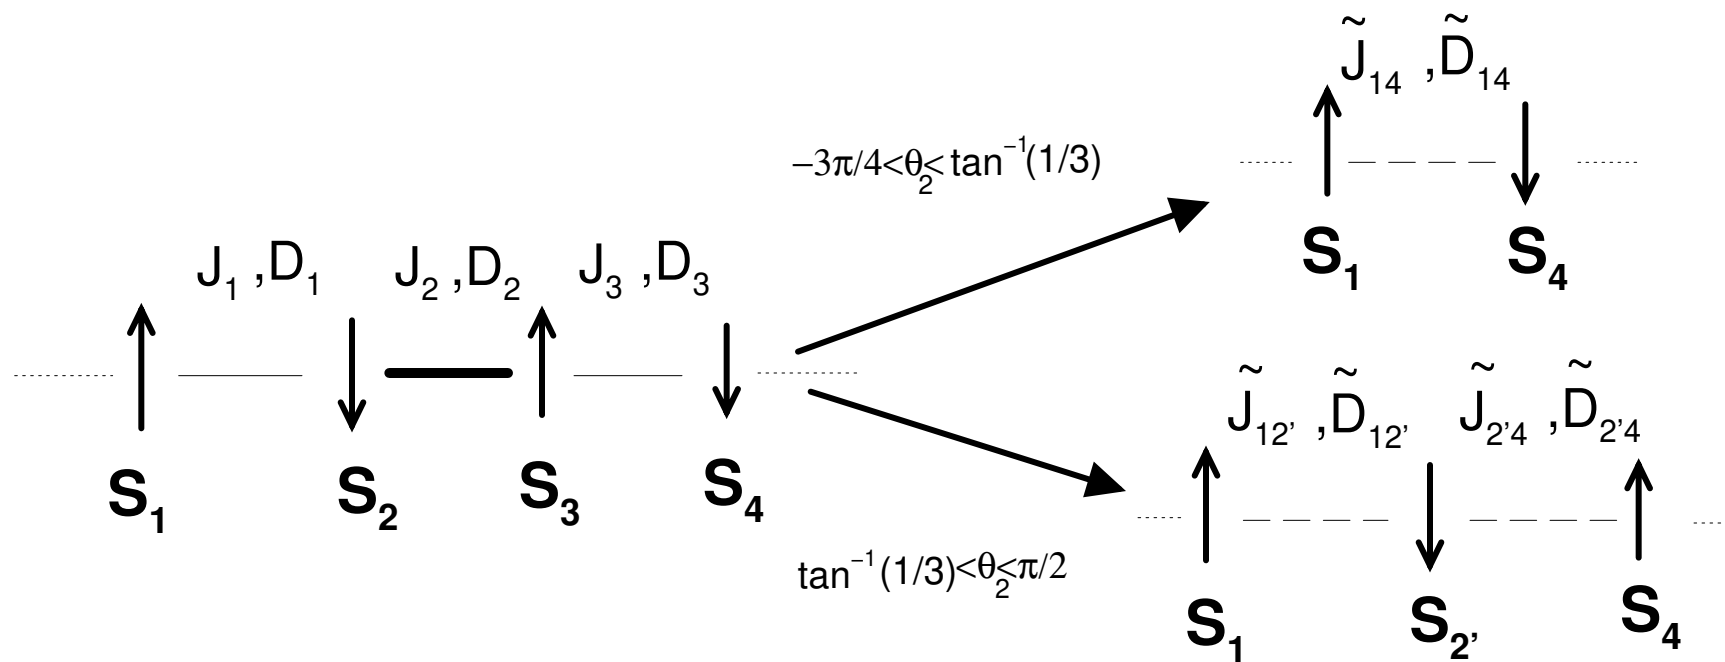 J̃₁₄ ,D̃₁₄
−3π/4<θ₂< tan⁻¹(1/3)
S₁ S₄
J₁ ,D₁ J₂ ,D₂ J₃ ,D₃
J̃₁₂’ ,D̃₁₂’ J̃₂’₄ ,D̃₂’₄
S₁ S₂ S₃ S₄
tan⁻¹(1/3)<θ₂<π/2
S₁ S₂’ S₄